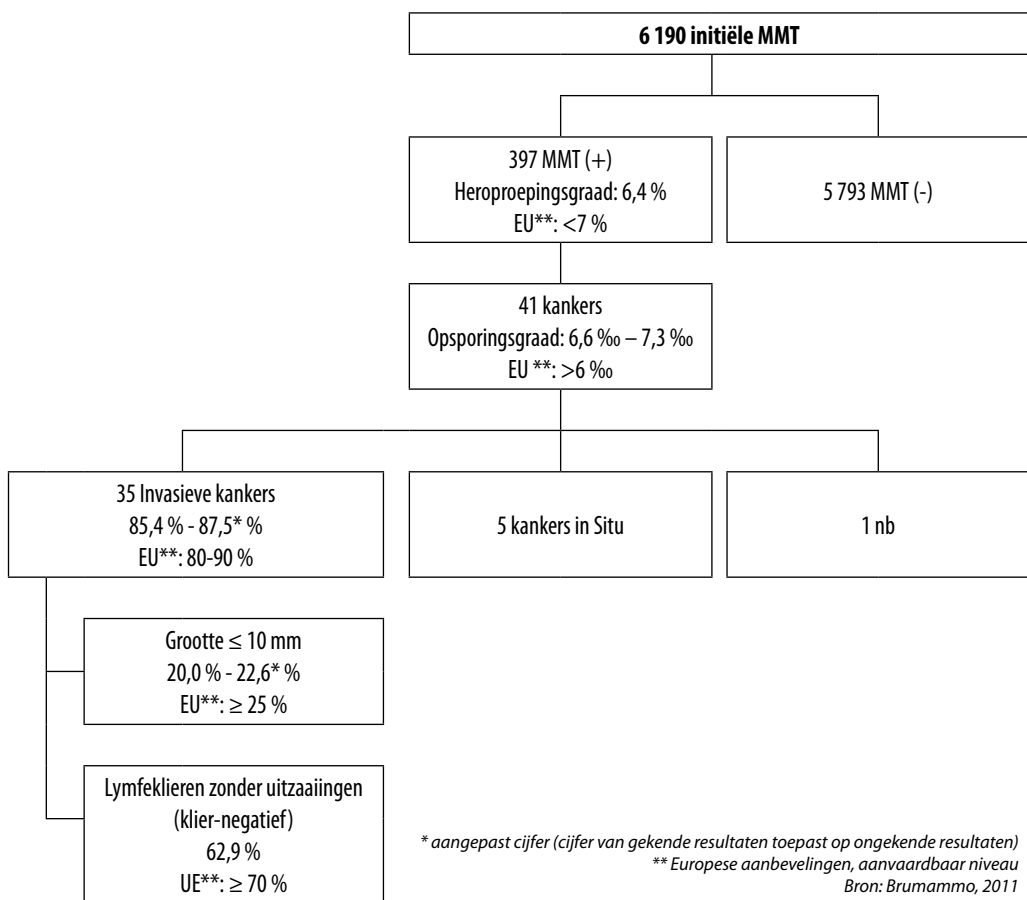 6 190 initiële MMT
397 MMT (+)
Heroproepingsgraad: 6,4 %
EU**: <7 %
5 793 MMT (-)
41 kankers
Opsporingsgraad: 6,6 ‰ – 7,3 ‰
EU **: >6 ‰
35 Invasieve kankers
85,4 % - 87,5* %
EU**: 80-90 %
5 kankers in Situ
1 nb
Grootte ≤ 10 mm
20,0 % - 22,6* %
EU**: ≥ 25 %
Lymfeklieren zonder uitzaaiingen
(klier-negatief)
62,9 %
UE**: ≥ 70 %
* aangepast cijfer (cijfer van gekende resultaten toepast op ongekende resultaten)
** Europese aanbevelingen, aanvaardbaar niveau
Bron: Brumammo, 2011